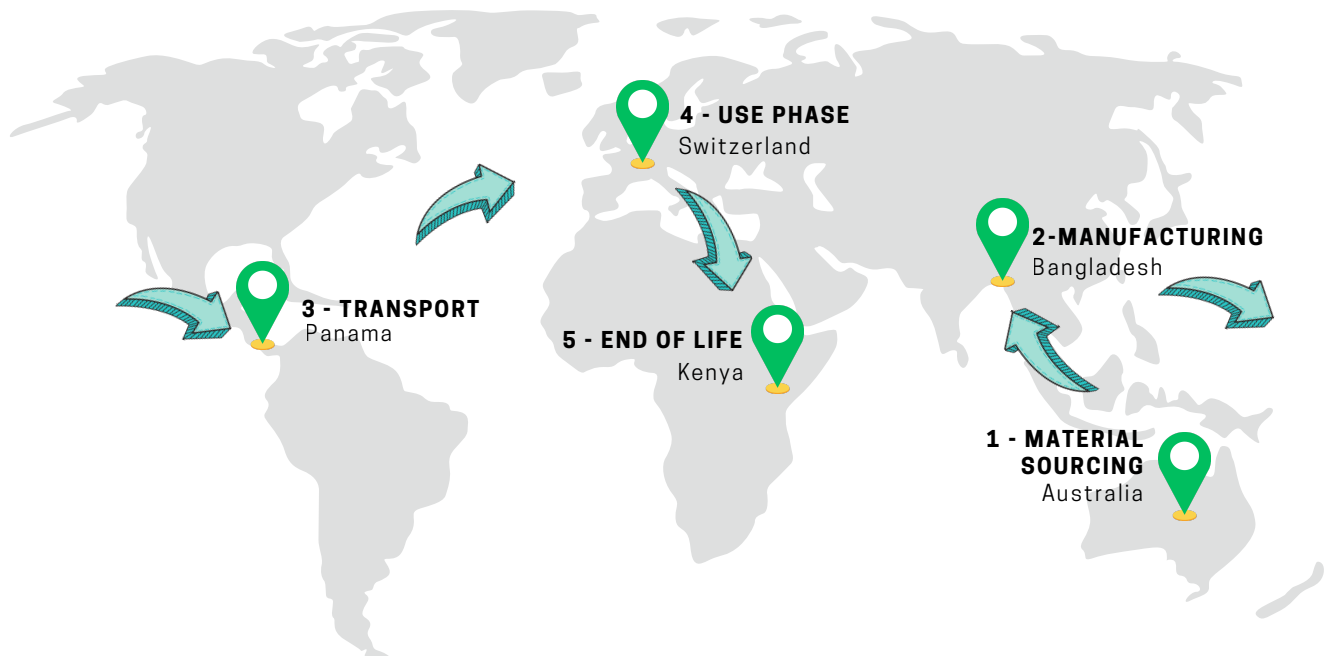 4 - USE PHASE
Switzerland
2-MANUFACTURING
Bangladesh
3 - TRANSPORT
Panama
5 - END OF LIFE
Kenya
1 - MATERIAL
SOURCING
Australia